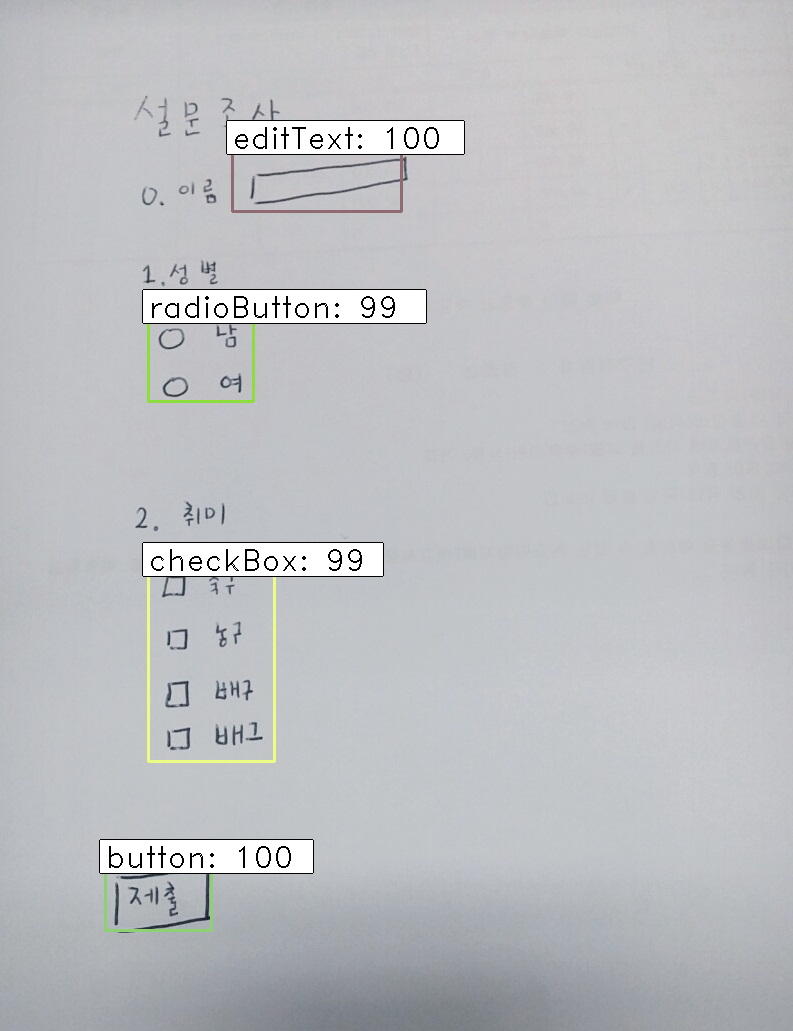 설문조사
editText: 100
0. 이름
1. 성별
radioButton: 99
남
여
2. 취미
checkBox: 99
축구
농구
배구
배그
button: 100
제출